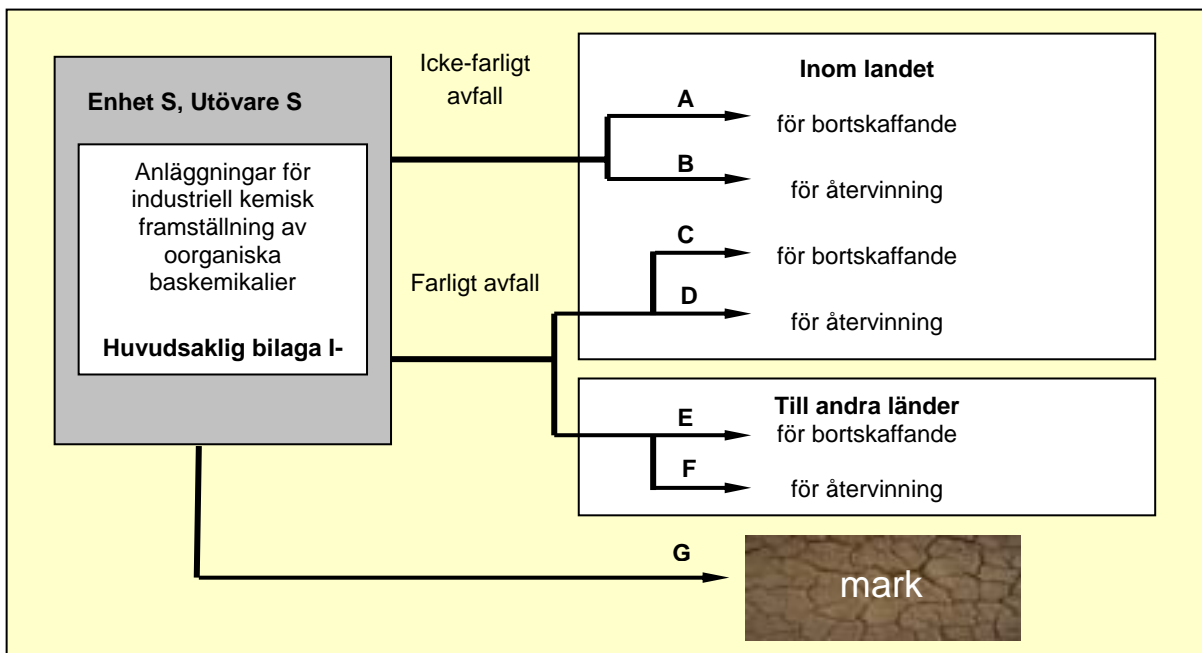 Enhet S, Utövare S
Anläggningar för
industriell kemisk
framställning av
oorganiska
baskemikalier
Huvudsaklig bilaga I-
Icke-farligt
avfall
Farligt avfall
Inom landet
A
för bortskaffande
B
för återvinning
C
för bortskaffande
D
för återvinning
Till andra länder
E
för bortskaffande
F
för återvinning
G
mark